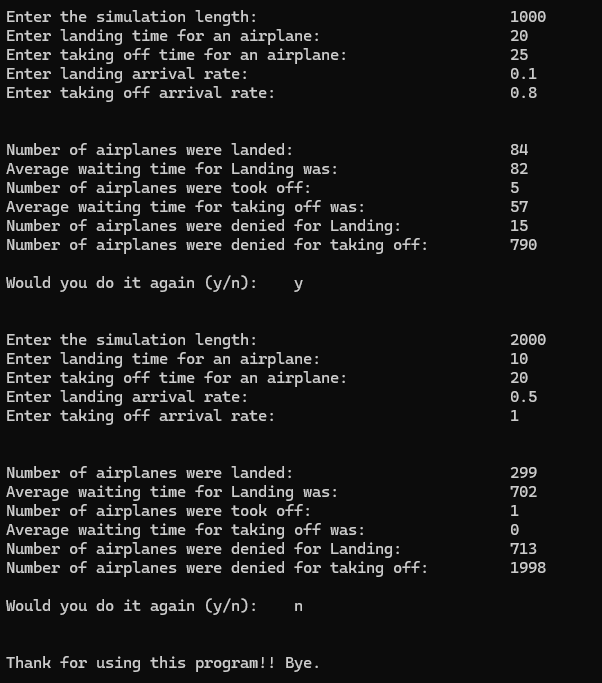 Enter the simulation length: 1000
Enter landing time for an airplane: 20
Enter taking off time for an airplane: 25
Enter landing arrival rate: 0.1
Enter taking off arrival rate: 0.8
Number of airplanes were landed: 84
Average waiting time for Landing was: 82
Number of airplanes were took off: 5
Average waiting time for taking off was: 57
Number of airplanes were denied for Landing: 15
Number of airplanes were denied for taking off: 790
Would you do it again (y/n): y
Enter the simulation length: 2000
Enter landing time for an airplane: 10
Enter taking off time for an airplane: 20
Enter landing arrival rate: 0.5
Enter taking off arrival rate: 1
Number of airplanes were landed: 299
Average waiting time for Landing was: 702
Number of airplanes were took off: 1
Average waiting time for taking off was: 0
Number of airplanes were denied for Landing: 713
Number of airplanes were denied for taking off: 1998
Would you do it again (y/n): n
Thank for using this program!! Bye.